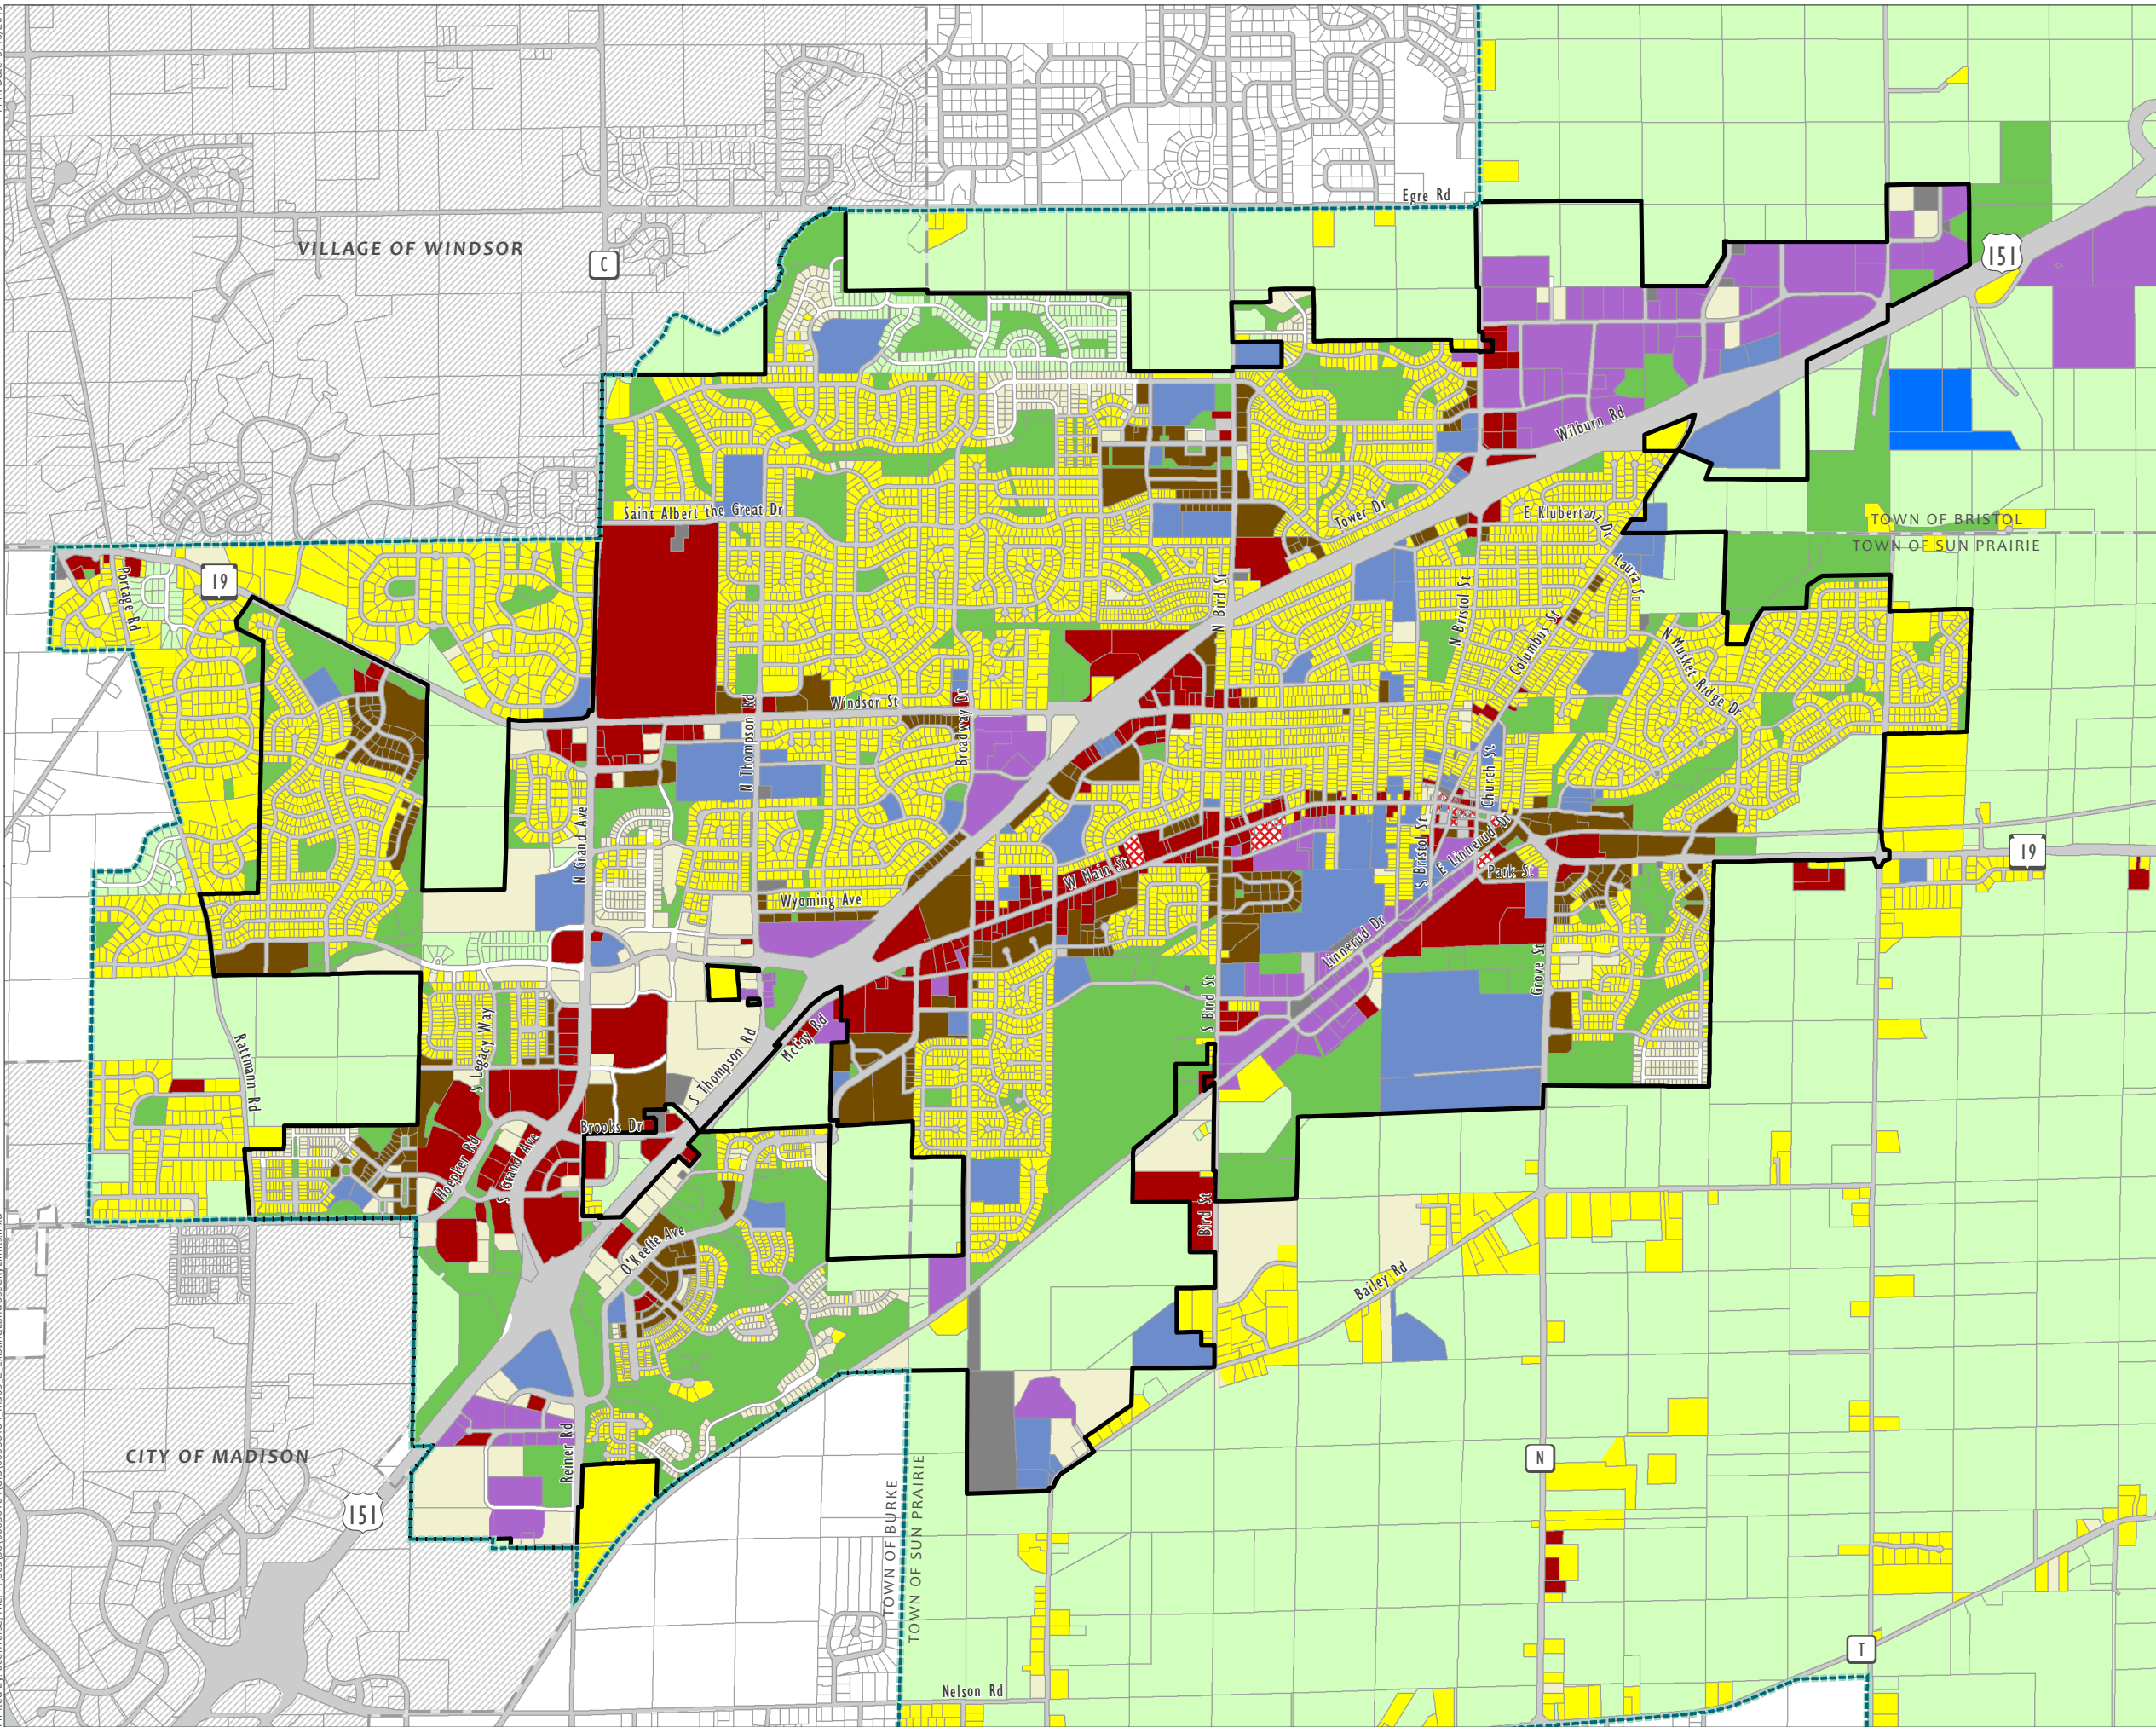 Egre Rd
VILLAGE OF WINDSOR
C
151
Wilburn Rd
Saint Albert the Great Dr
Tower Dr
E Klubertanz Dr
TOWN OF BRISTOL
TOWN OF SUN PRAIRIE
19
Portage Rd
Laura St
N Bird St
N Bristol St
Columbus St
N Musket Ridge Dr
Windsor St
N Thompson Rd
Broadway Dr
Church St
N Grand Ave
S Bristol St
E Linnerud Dr
19
W Main St
Park St
Wyoming Ave
Linnerud Dr
Grove St
S Bird St
S Legacy Way
McCoy Rd
S Thompson Rd
Rattmann Rd
Brooks Dr
Hoepker Rd
S Grand Ave
Bird St
O'Keeffe Ave
Bailey Rd
Reiner Rd
CITY OF MADISON
N
151
TOWN OF BURKE
TOWN OF SUN PRAIRIE
T
Nelson Rd